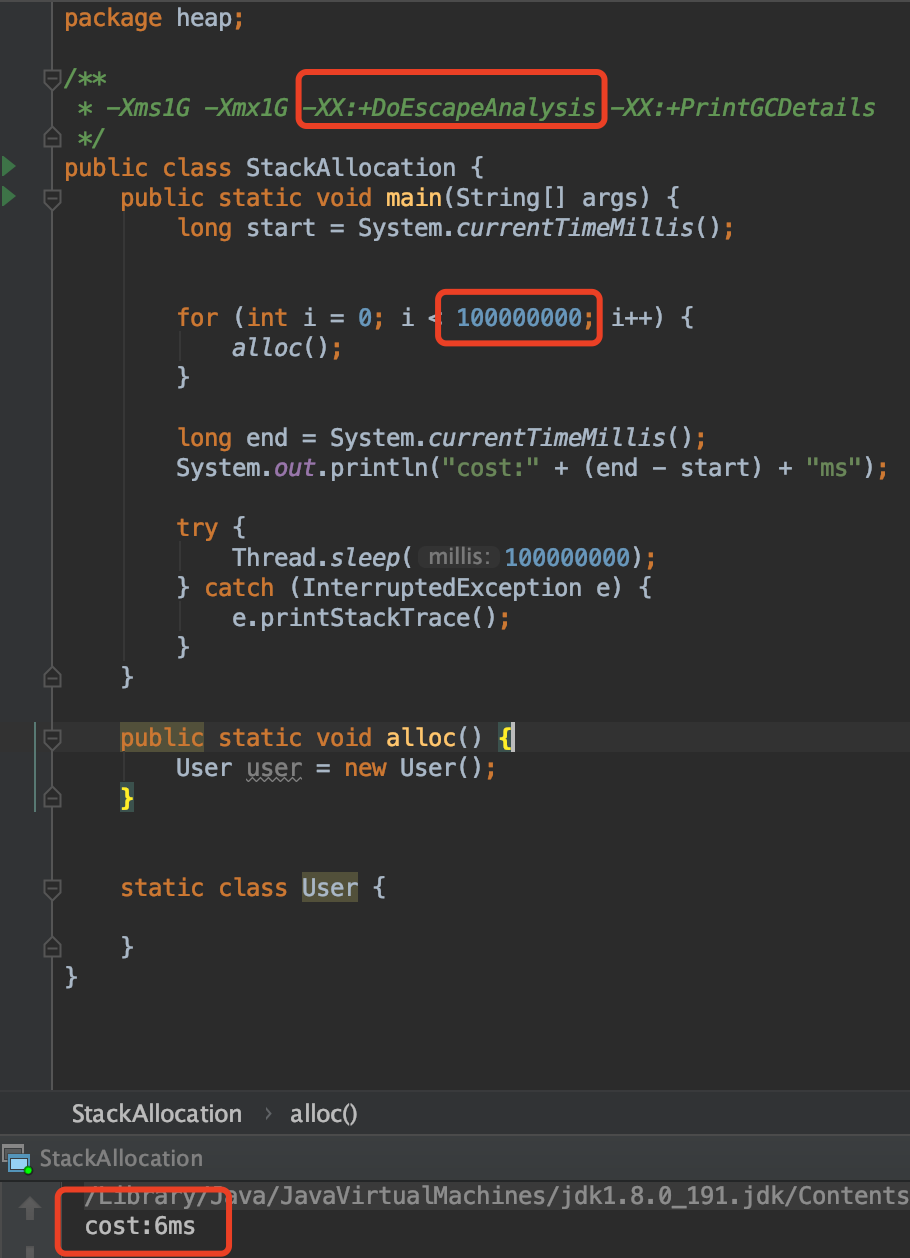 package heap;
/**
 * -Xms1G -Xmx1G -XX:+DoEscapeAnalysis -XX:+PrintGCDetails
 */
public class StackAllocation {
    public static void main(String[] args) {
        long start = System.currentTimeMillis();
        for (int i = 0; i < 100000000; i++) {
            alloc();
        }
        long end = System.currentTimeMillis();
        System.out.println("cost:" + (end - start) + "ms");
        try {
            Thread.sleep( millis: 100000000);
        } catch (InterruptedException e) {
            e.printStackTrace();
        }
    }
    public static void alloc() {
        User user = new User();
    }
    static class User {
    }
}
StackAllocation › alloc()
StackAllocation
/Library/Java/JavaVirtualMachines/jdk1.8.0_191.jdk/Contents
cost:6ms